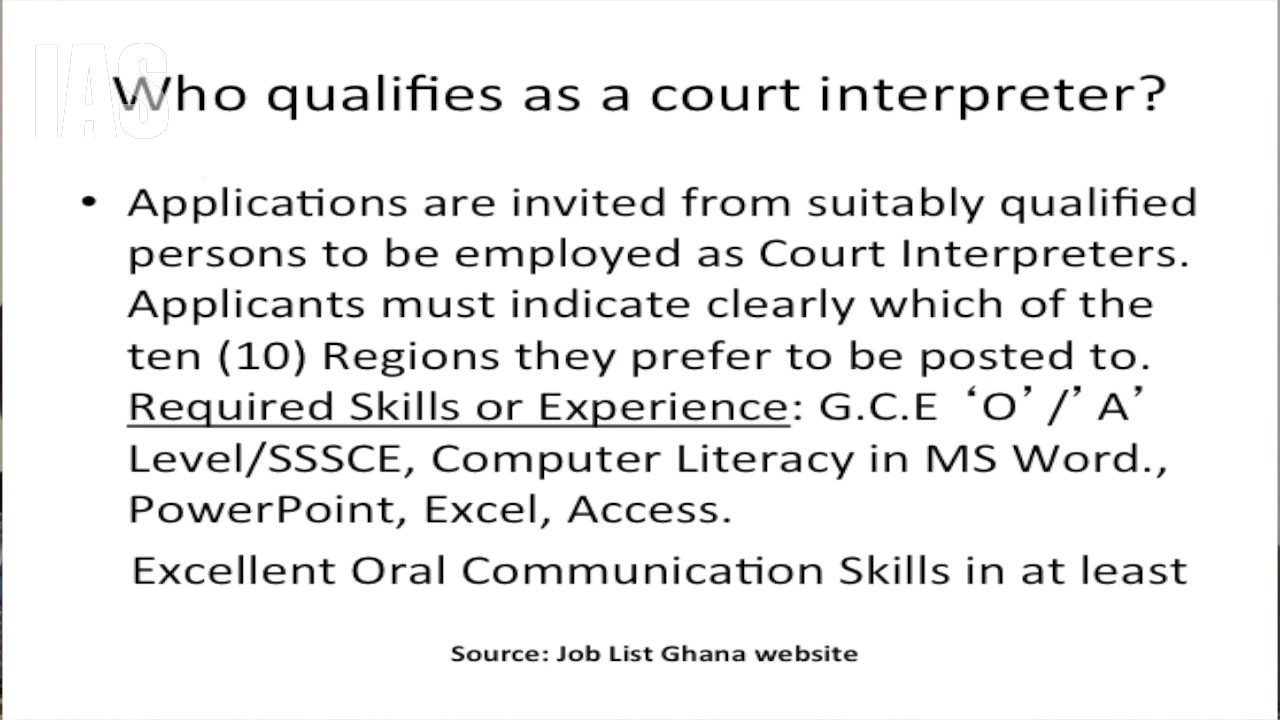 IAS
Who qualifies as a court interpreter?
• Applications are invited from suitably qualified
persons to be employed as Court Interpreters.
Applicants must indicate clearly which of the
ten (10) Regions they prefer to be posted to.
Required Skills or Experience: G.C.E ‘O’ /’ A’
Level/SSSCE, Computer Literacy in MS Word.,
PowerPoint, Excel, Access.
Excellent Oral Communication Skills in at least
Source: Job List Ghana website